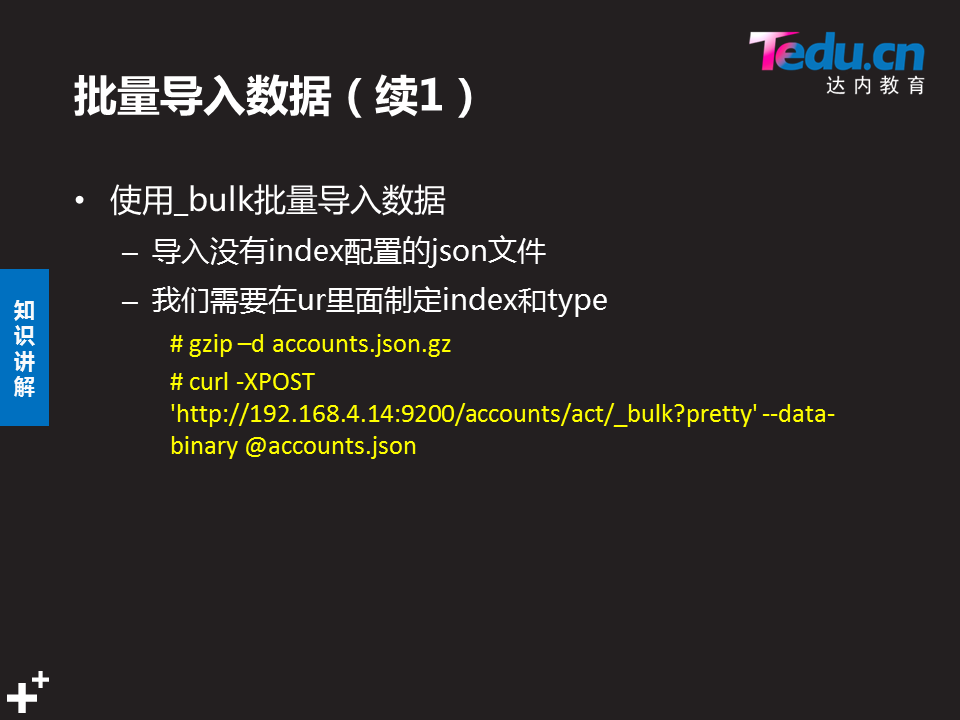 Tedu.cn
达内教育
批量导入数据（续1）
• 使用_bulk批量导入数据
– 导入没有index配置的json文件
– 我们需要在ur里面制定index和type
# gzip –d accounts.json.gz
# curl -XPOST
'http://192.168.4.14:9200/accounts/act/_bulk?pretty' --data-
binary @accounts.json
知识讲解